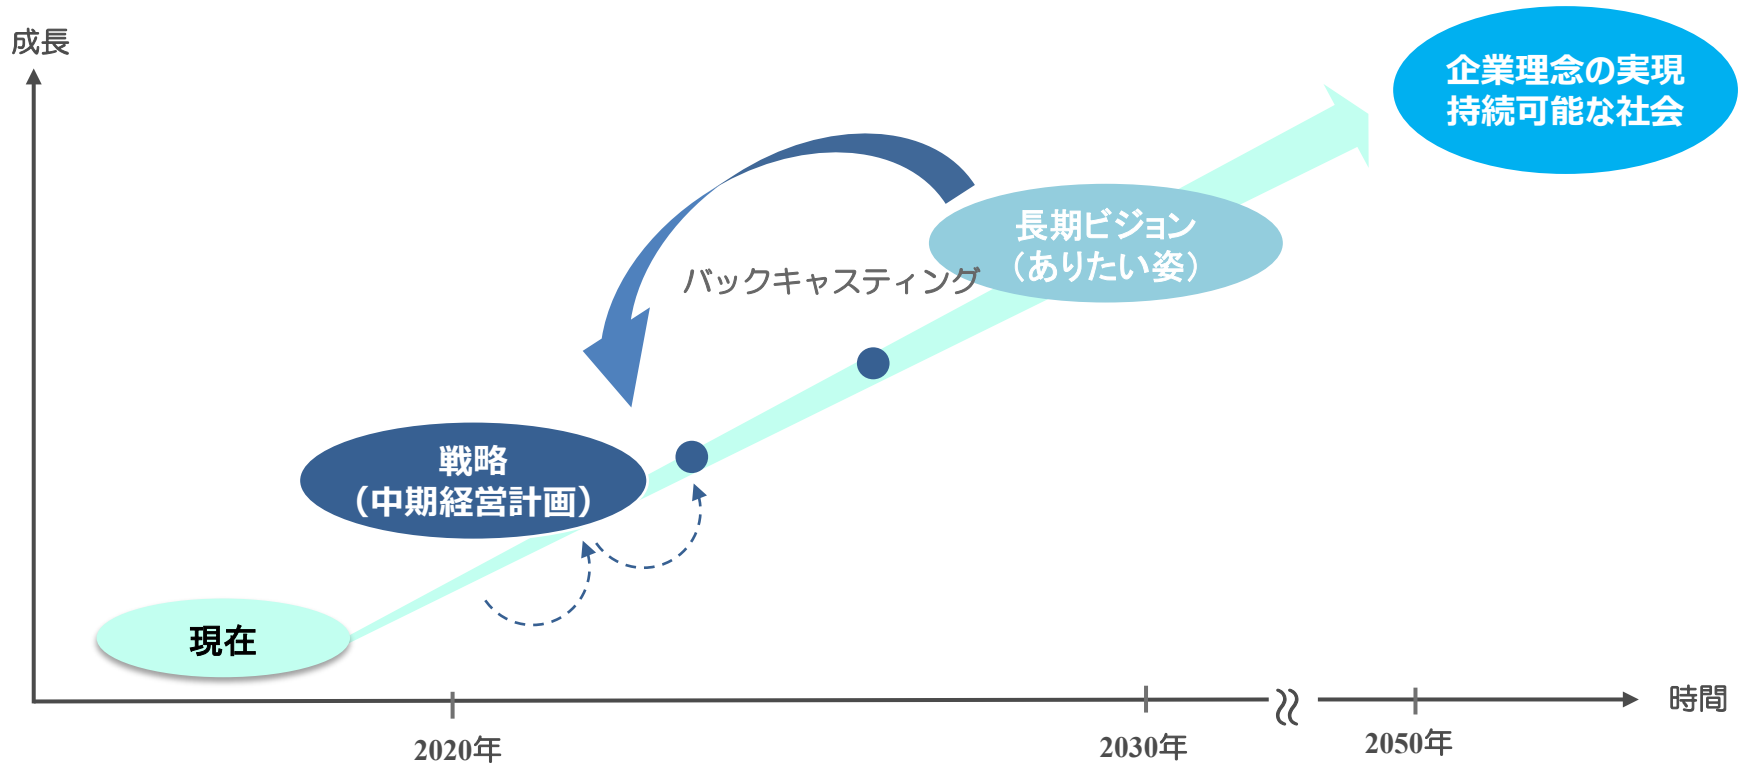 成長
企業理念の実現
持続可能な社会
長期ビジョン
（ありたい姿）
バックキャスティング
戦略
（中期経営計画）
現在
時間
2020年
2030年
2050年